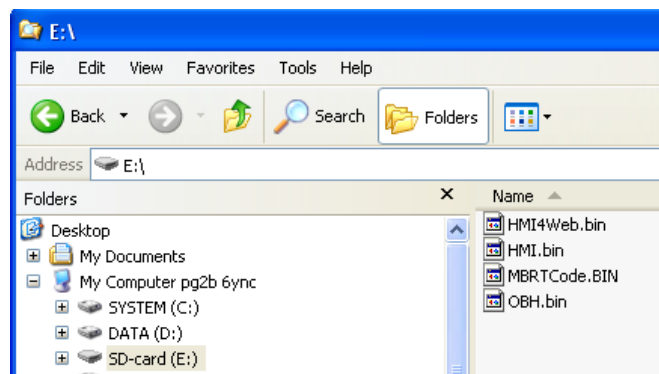 E:\
File Edit View Favorites Tools Help
Back Search Folders
Address E:\
Folders X Name
Desktop
My Documents
My Computer pg2b 6ync
SYSTEM (C:)
DATA (D:)
SD-card (E:)
HMI4Web.bin
HMI.bin
MBRTCode.BIN
OBH.bin